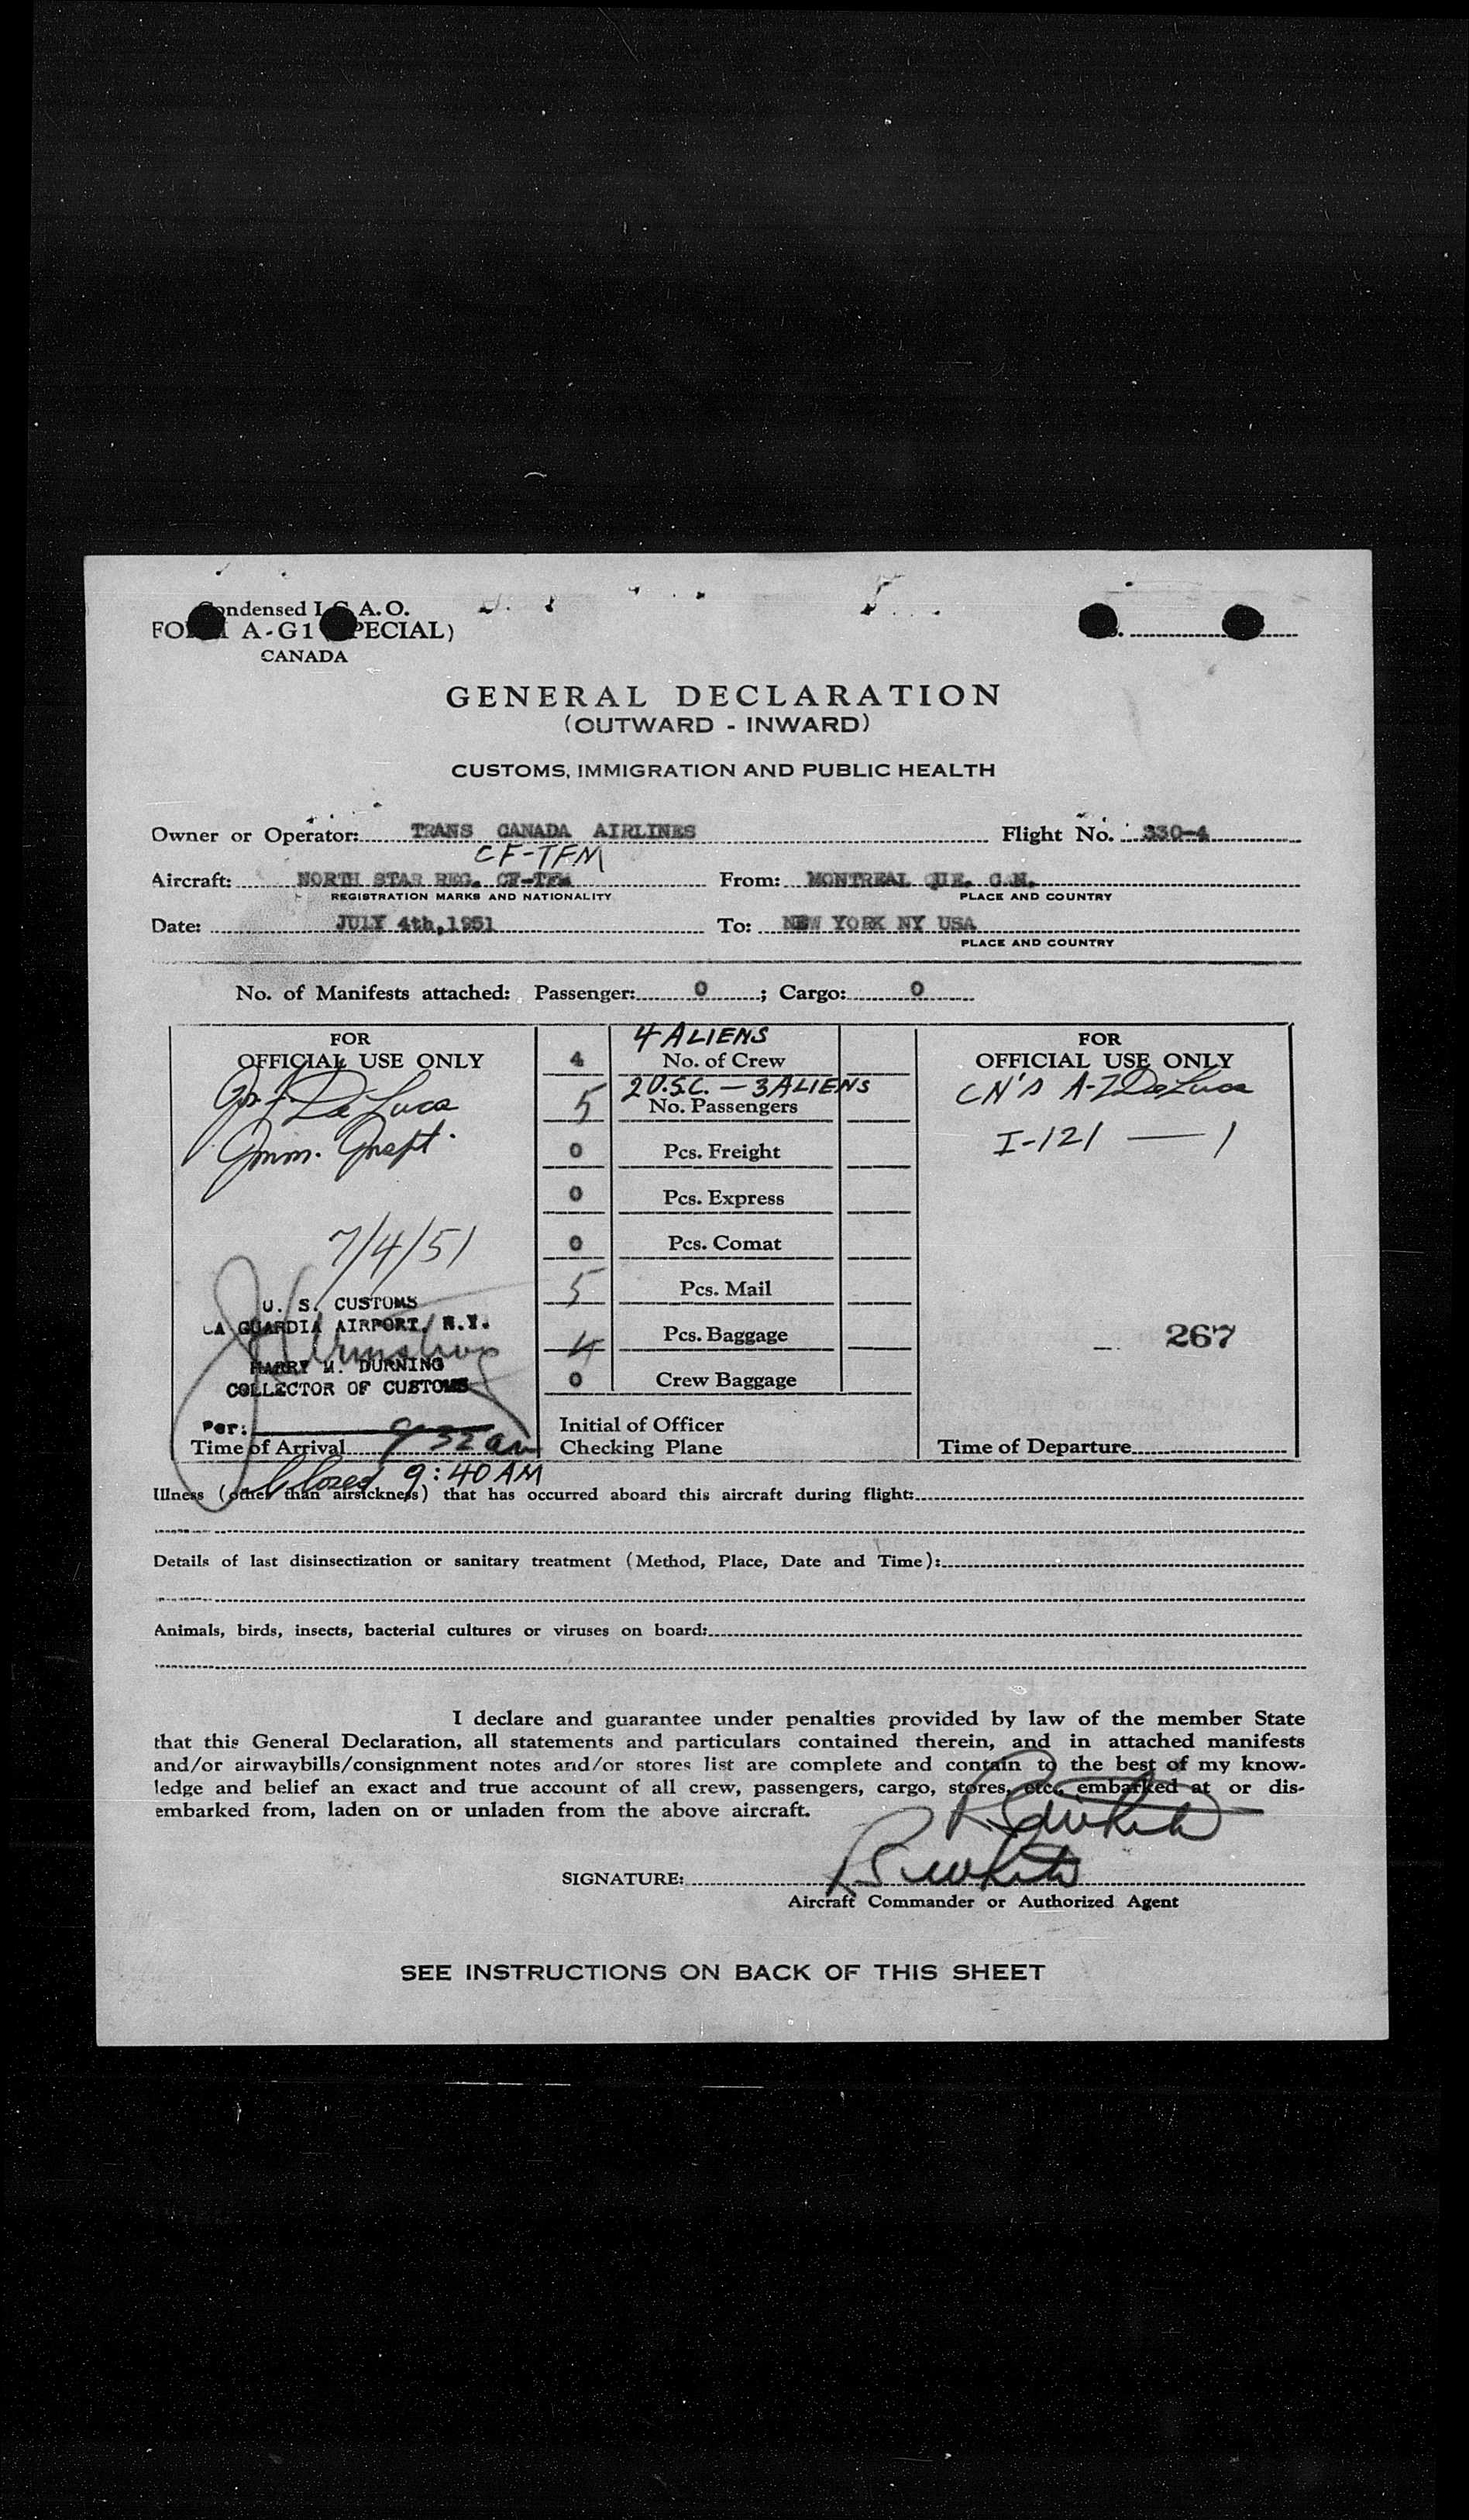 Condensed I.C.A.O.
FORM A-G1 (SPECIAL)
CANADA
GENERAL DECLARATION
(OUTWARD - INWARD)
CUSTOMS, IMMIGRATION AND PUBLIC HEALTH
Owner or Operator: TRANS CANADA AIRLINES Flight No. 330-4
CF-TFM
Aircraft: NORTH STAR REG. CF-TFM From: MONTREAL QUE. C.N.
REGISTRATION MARKS AND NATIONALITY PLACE AND COUNTRY
Date: JULY 4th,1951 To: NEW YORK NY USA
PLACE AND COUNTRY
No. of Manifests attached: Passenger: 0 ; Cargo: 0
FOR OFFICIAL USE ONLY
De Luca
Imm. Inspt.
7/4/51
U. S. CUSTOMS
LA GUARDIA AIRPORT, N.Y.
HARRY M. DURNING
COLLECTOR OF CUSTOMS
Per:
Time of Arrival 9 32 am
Closed 9:40 AM
4 ALIENS
4 No. of Crew
2 U.S.C. — 3 ALIENS
5 No. Passengers
0 Pcs. Freight
0 Pcs. Express
0 Pcs. Comat
5 Pcs. Mail
4 Pcs. Baggage
0 Crew Baggage
Initial of Officer
Checking Plane
FOR
OFFICIAL USE ONLY
CN's A-Z DeLuca
I-121 — 1
267
Time of Departure
Illness (other than airsickness) that has occurred aboard this aircraft during flight:
Details of last disinsectization or sanitary treatment (Method, Place, Date and Time):
Animals, birds, insects, bacterial cultures or viruses on board:
I declare and guarantee under penalties provided by law of the member State
that this General Declaration, all statements and particulars contained therein, and in attached manifests
and/or airwaybills/consignment notes and/or stores list are complete and contain to the best of my know-
ledge and belief an exact and true account of all crew, passengers, cargo, stores, etc. embarked at or dis-
embarked from, laden on or unladen from the above aircraft.
SIGNATURE: White
Aircraft Commander or Authorized Agent
SEE INSTRUCTIONS ON BACK OF THIS SHEET